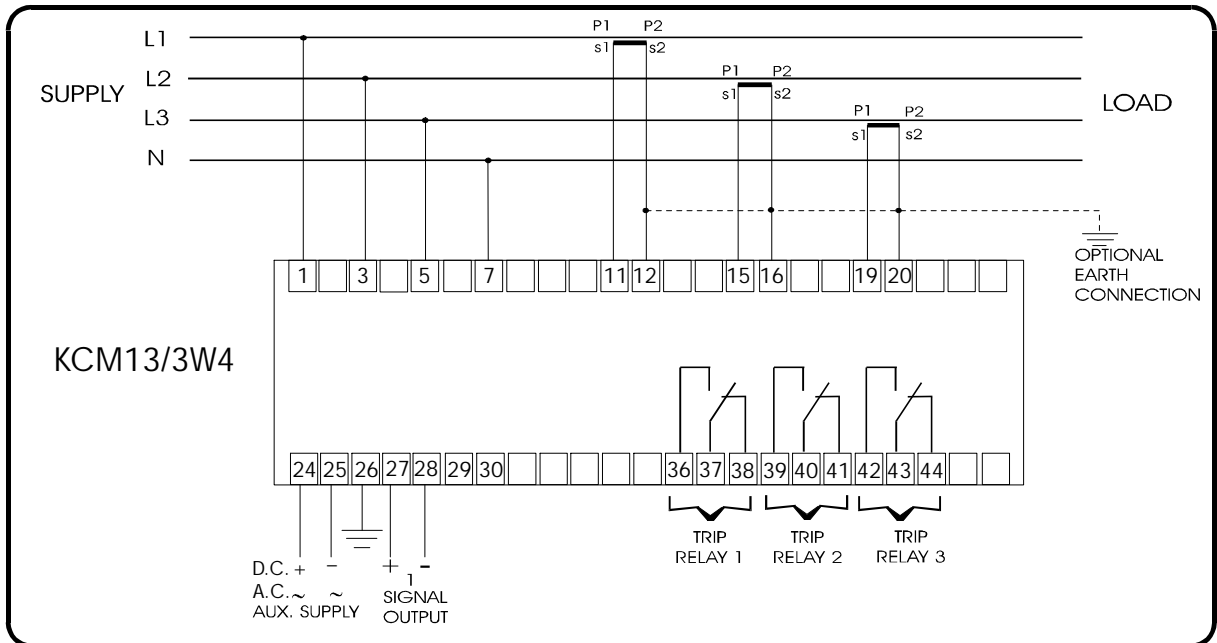 P1 P2
L1
s1 s2
L2
P1 P2
s1 s2
SUPPLY
LOAD
L3
P1 P2
s1 s2
N
OPTIONAL
EARTH
CONNECTION
1 3 5 7 11 12 15 16 19 20
KCM13/3W4
24 25 26 27 28 29 30 36 37 38 39 40 41 42 43 44
TRIP
RELAY 1
TRIP
RELAY 2
TRIP
RELAY 3
D.C. + − + −
A.C. ~ ~
AUX. SUPPLY
1
SIGNAL
OUTPUT